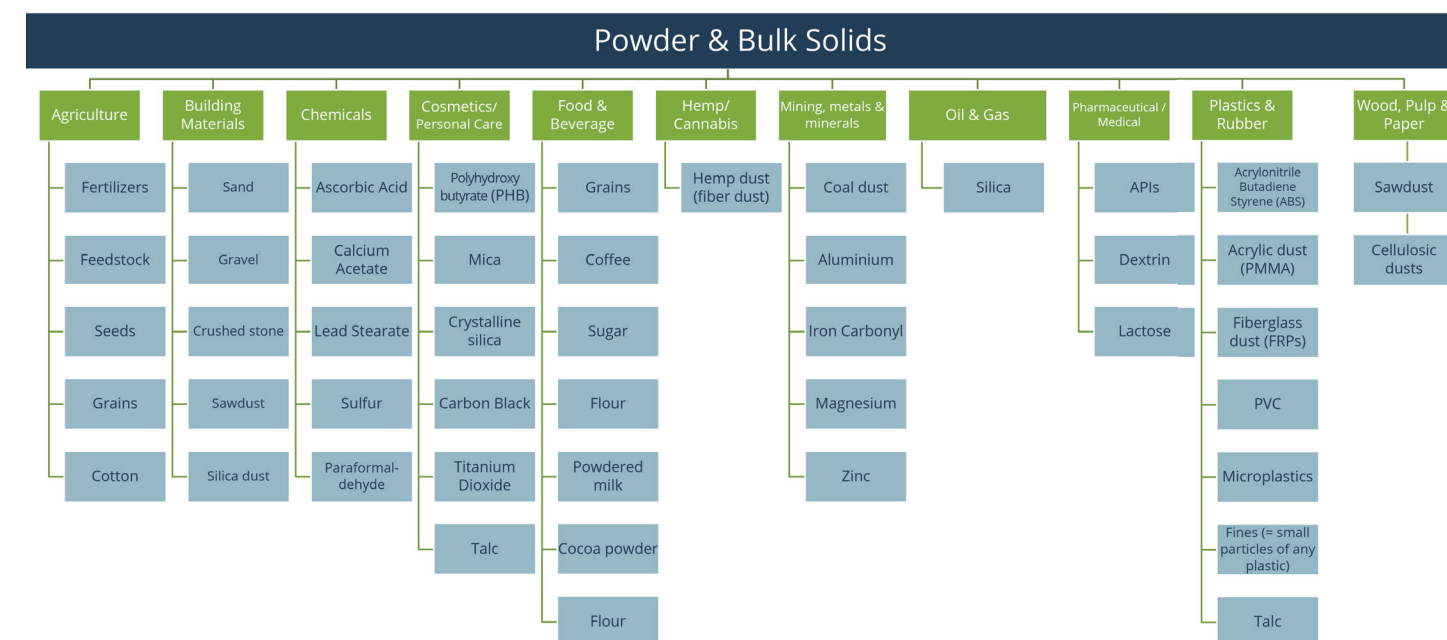 Powder & Bulk Solids
Agriculture
Fertilizers
Feedstock
Seeds
Grains
Cotton
Building
Materials
Sand
Gravel
Crushed stone
Sawdust
Silica dust
Chemicals
Ascorbic Acid
Calcium
Acetate
Lead Stearate
Sulfur
Paraformal-
dehyde
Cosmetics/
Personal Care
Polyhydroxy
butyrate (PHB)
Mica
Crystalline
silica
Carbon Black
Titanium
Dioxide
Talc
Food &
Beverage
Grains
Coffee
Sugar
Flour
Powdered
milk
Cocoa powder
Flour
Hemp/
Cannabis
Hemp dust
(fiber dust)
Mining, metals &
minerals
Coal dust
Aluminium
Iron Carbonyl
Magnesium
Zinc
Oil & Gas
Silica
Pharmaceutical /
Medical
APIs
Dextrin
Lactose
Plastics &
Rubber
Acrylonitrile
Butadiene
Styrene (ABS)
Acrylic dust
(PMMA)
Fiberglass
dust (FRPs)
PVC
Microplastics
Fines (= small
particles of any
plastic)
Talc
Wood, Pulp &
Paper
Sawdust
Cellulosic
dusts